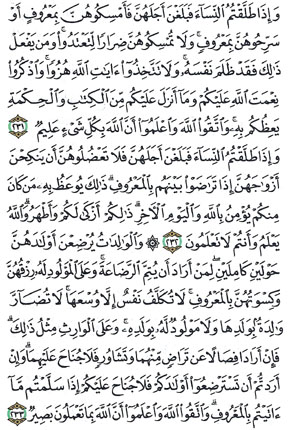 وَإِذَا طَلَّقْتُمُ النِّسَاءَ فَبَلَغْنَ أَجَلَهُنَّ فَأَمْسِكُوهُنَّ بِمَعْرُوفٍ أَوْ
سَرِّحُوهُنَّ بِمَعْرُوفٍ ۚ وَلَا تُمْسِكُوهُنَّ ضِرَارًا لِّتَعْتَدُوا ۚ وَمَن يَفْعَلْ
ذَٰلِكَ فَقَدْ ظَلَمَ نَفْسَهُ ۚ وَلَا تَتَّخِذُوا آيَاتِ اللَّهِ هُزُوًا ۚ وَاذْكُرُوا
نِعْمَتَ اللَّهِ عَلَيْكُمْ وَمَا أَنزَلَ عَلَيْكُم مِّنَ الْكِتَابِ وَالْحِكْمَةِ
يَعِظُكُم بِهِ ۚ وَاتَّقُوا اللَّهَ وَاعْلَمُوا أَنَّ اللَّهَ بِكُلِّ شَيْءٍ عَلِيمٌ ﴿٢٣١﴾
وَإِذَا طَلَّقْتُمُ النِّسَاءَ فَبَلَغْنَ أَجَلَهُنَّ فَلَا تَعْضُلُوهُنَّ أَن يَنكِحْنَ
أَزْوَاجَهُنَّ إِذَا تَرَاضَوْا بَيْنَهُم بِالْمَعْرُوفِ ۗ ذَٰلِكَ يُوعَظُ بِهِ مَن كَانَ
مِنكُمْ يُؤْمِنُ بِاللَّهِ وَالْيَوْمِ الْآخِرِ ۗ ذَٰلِكُمْ أَزْكَىٰ لَكُمْ وَأَطْهَرُ ۗ وَاللَّهُ
يَعْلَمُ وَأَنتُمْ لَا تَعْلَمُونَ ﴿٢٣٢﴾ ۞ وَالْوَالِدَاتُ يُرْضِعْنَ أَوْلَادَهُنَّ
حَوْلَيْنِ كَامِلَيْنِ ۖ لِمَنْ أَرَادَ أَن يُتِمَّ الرَّضَاعَةَ ۚ وَعَلَى الْمَوْلُودِ لَهُ رِزْقُهُنَّ
وَكِسْوَتُهُنَّ بِالْمَعْرُوفِ ۚ لَا تُكَلَّفُ نَفْسٌ إِلَّا وُسْعَهَا ۚ لَا تُضَارَّ
وَالِدَةٌ بِوَلَدِهَا وَلَا مَوْلُودٌ لَّهُ بِوَلَدِهِ ۚ وَعَلَى الْوَارِثِ مِثْلُ ذَٰلِكَ ۗ
فَإِنْ أَرَادَا فِصَالًا عَن تَرَاضٍ مِّنْهُمَا وَتَشَاوُرٍ فَلَا جُنَاحَ عَلَيْهِمَا ۗ وَإِنْ
أَرَدتُّمْ أَن تَسْتَرْضِعُوا أَوْلَادَكُمْ فَلَا جُنَاحَ عَلَيْكُمْ إِذَا سَلَّمْتُم مَّا
آتَيْتُم بِالْمَعْرُوفِ ۗ وَاتَّقُوا اللَّهَ وَاعْلَمُوا أَنَّ اللَّهَ بِمَا تَعْمَلُونَ بَصِيرٌ ﴿٢٣٣﴾